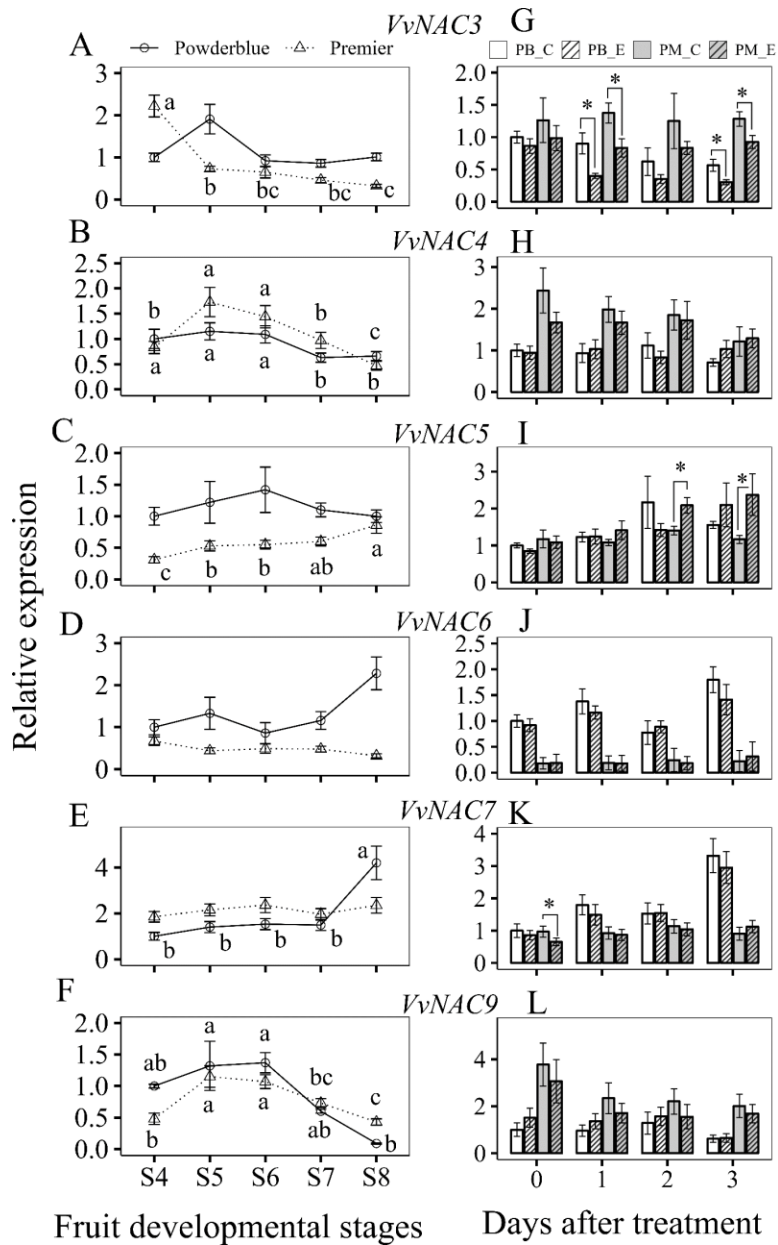 VvNAC3
A
Powderblue
Premier
3
2
1
0
a
b
bc
bc
c
G
PB_C
PB_E
PM_C
PM_E
2.0
1.5
1.0
0.5
0.0
*
*
*
*
VvNAC4
B
2.5
2.0
1.5
1.0
0.5
0.0
b
a
a
b
c
a
a
a
b
b
H
3
2
1
0
VvNAC5
C
2.0
1.5
1.0
0.5
0.0
c
b
b
ab
a
I
3
2
1
0
*
*
VvNAC6
D
3
2
1
0
J
2.5
2.0
1.5
1.0
0.5
0.0
VvNAC7
E
4
2
0
a
b
b
b
b
K
4
3
2
1
0
*
VvNAC9
F
2.0
1.5
1.0
0.5
0.0
ab
a
a
bc
c
b
a
a
ab
b
L
4
2
0
Relative expression
S4 S5 S6 S7 S8
Fruit developmental stages
0 1 2 3
Days after treatment